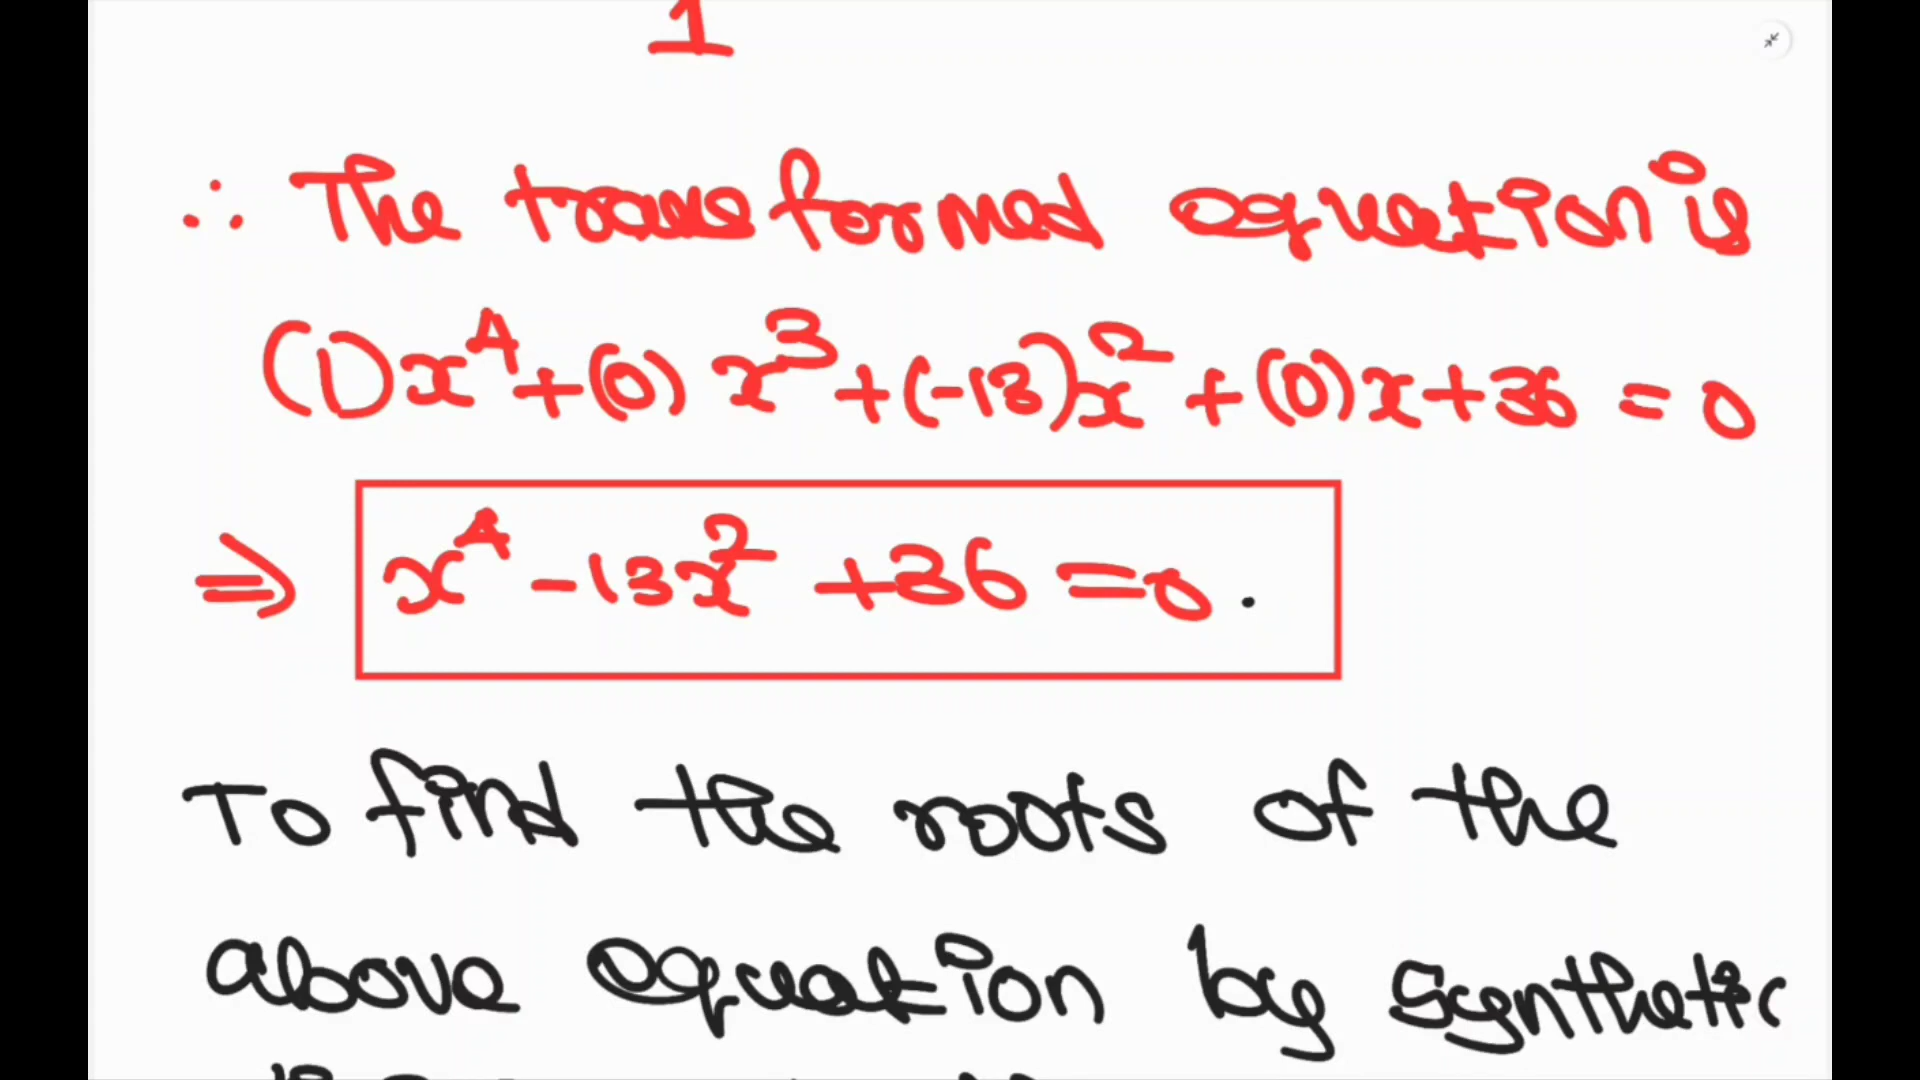 1
∴ The transformed equation is
(1)x⁴+(0)x³+(-13)x²+(0)x+36=0
⇒ x⁴-13x²+36=0.
To find the roots of the
above equation by synthetic